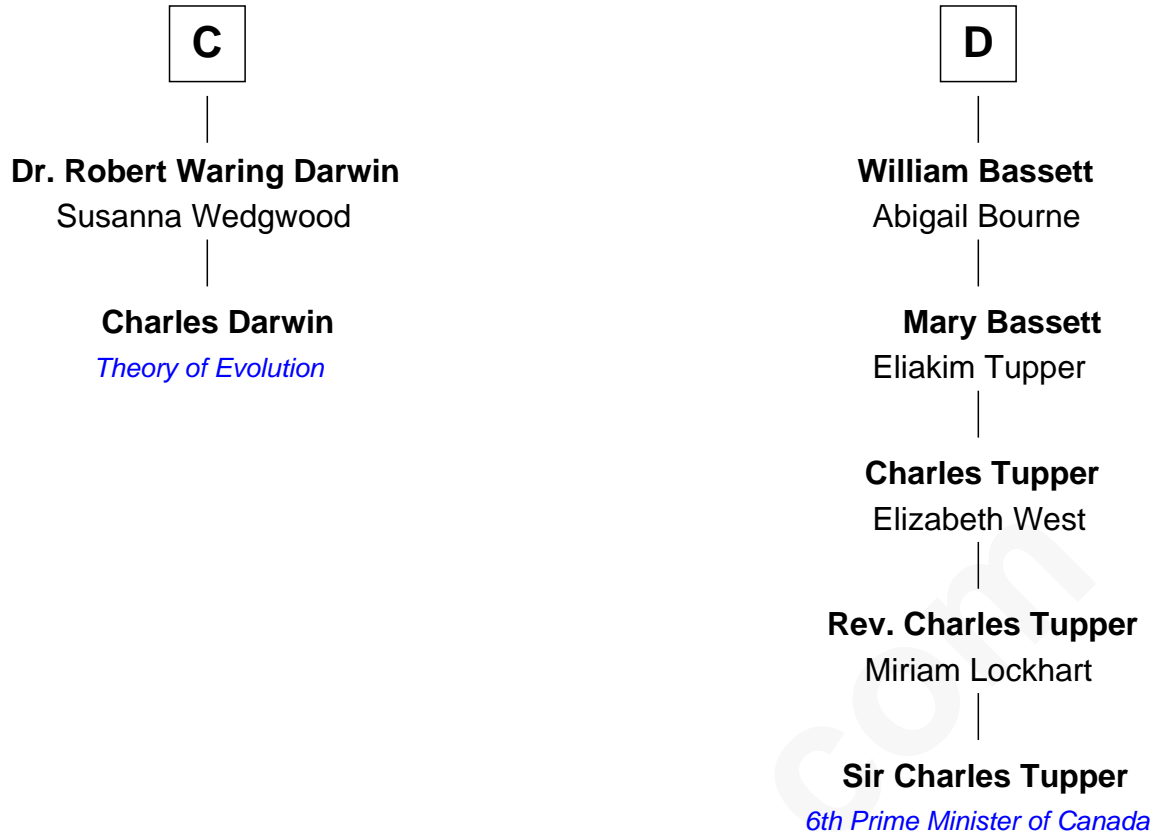 C
Dr. Robert Waring Darwin
Susanna Wedgwood
Charles Darwin
Theory of Evolution
D
William Bassett
Abigail Bourne
Mary Bassett
Eliakim Tupper
Charles Tupper
Elizabeth West
Rev. Charles Tupper
Miriam Lockhart
Sir Charles Tupper
6th Prime Minister of Canada
com